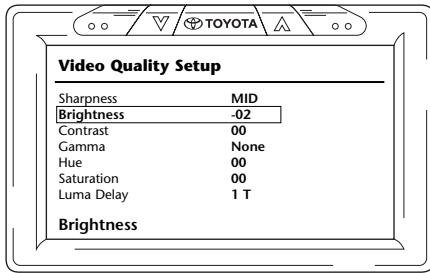 TOYOTA
Video Quality Setup
Sharpness MID
Brightness -02
Contrast 00
Gamma None
Hue 00
Saturation 00
Luma Delay 1 T
Brightness